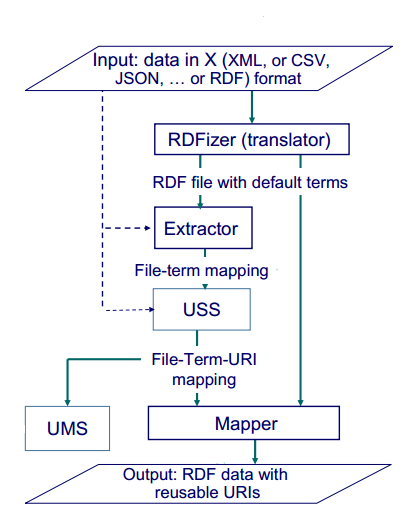 Input: data in X (XML, or CSV,
JSON, … or RDF) format
RDFizer (translator)
RDF file with default terms
Extractor
File-term mapping
USS
File-Term-URI
mapping
UMS
Mapper
Output: RDF data with
reusable URIs